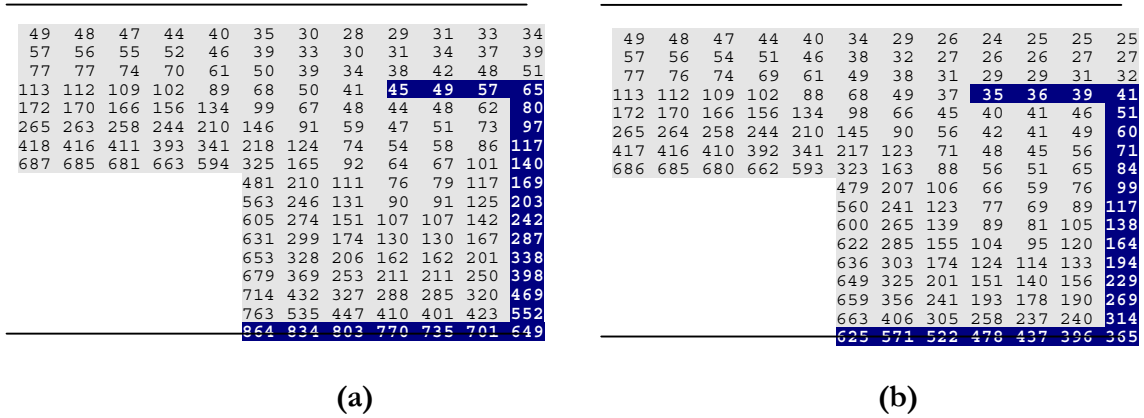 49 48 47 44 40 35 30 28 29 31 33 34
57 56 55 52 46 39 33 30 31 34 37 39
77 77 74 70 61 50 39 34 38 42 48 51
113 112 109 102 89 68 50 41 45 49 57 65
172 170 166 156 134 99 67 48 44 48 62 80
265 263 258 244 210 146 91 59 47 51 73 97
418 416 411 393 341 218 124 74 54 58 86 117
687 685 681 663 594 325 165 92 64 67 101 140
481 210 111 76 79 117 169
563 246 131 90 91 125 203
605 274 151 107 107 142 242
631 299 174 130 130 167 287
653 328 206 162 162 201 338
679 369 253 211 211 250 398
714 432 327 288 285 320 469
763 535 447 410 401 423 552
864 834 803 770 735 701 649
(a)
49 48 47 44 40 34 29 26 24 25 25 25
57 56 54 51 46 38 32 27 26 26 27 27
77 76 74 69 61 49 38 31 29 29 31 32
113 112 109 102 88 68 49 37 35 36 39 41
172 170 166 156 134 98 66 45 40 41 46 51
265 264 258 244 210 145 90 56 42 41 49 60
417 416 410 392 341 217 123 71 48 45 56 71
686 685 680 662 593 323 163 88 56 51 65 84
479 207 106 66 59 76 99
560 241 123 77 69 89 117
600 265 139 89 81 105 138
622 285 155 104 95 120 164
636 303 174 124 114 133 194
649 325 201 151 140 156 229
659 356 241 193 178 190 269
663 406 305 258 237 240 314
625 571 522 478 437 396 365
(b)